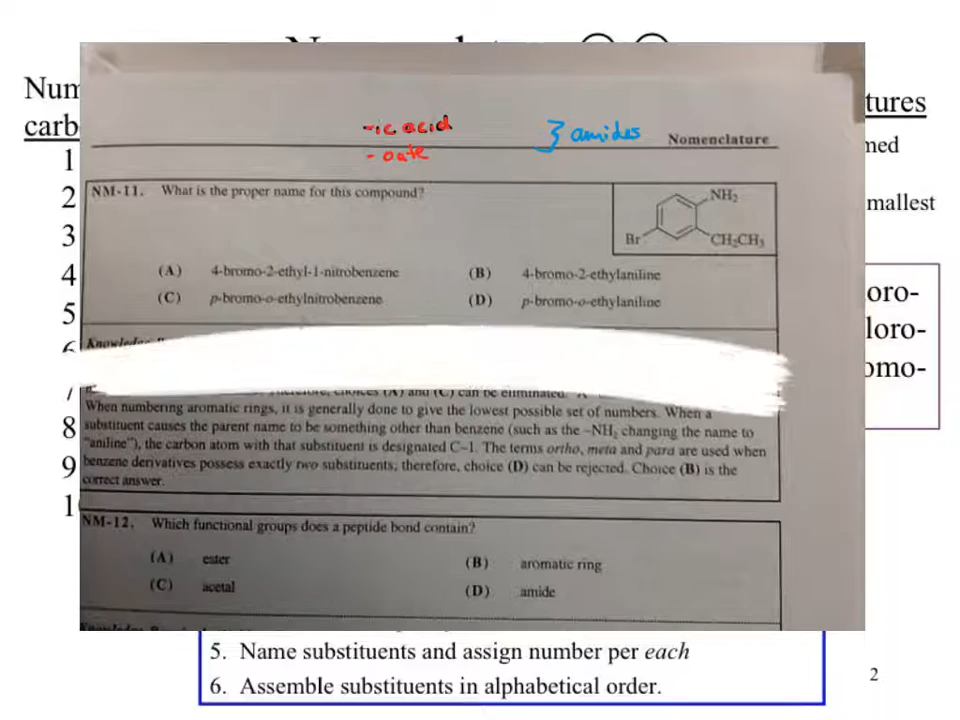 Num
carb
tures
med
mallest
oro-
loro-
omo-
1
2
3
4
5
8
9
-ic acid
- oate
} amides
Nomenclature
NM-11. What is the proper name for this compound?
NH₂
Br
CH₂CH₃
(A) 4-bromo-2-ethyl-1-nitrobenzene (B) 4-bromo-2-ethylaniline
(C) p-bromo-o-ethylnitrobenzene (D) p-bromo-o-ethylaniline
choices (A) and (C) can be eliminated.
When numbering aromatic rings, it is generally done to give the lowest possible set of numbers. When a
substituent causes the parent name to be something other than benzene (such as the –NH₂ changing the name to
"aniline"), the carbon atom with that substituent is designated C–1. The terms ortho, meta and para are used when
benzene derivatives possess exactly two substituents, therefore, choice (D) can be rejected. Choice (B) is the
correct answer.
NM-12. Which functional groups does a peptide bond contain?
(A) ester (B) aromatic ring
(C) acetal (D) amide
5. Name substituents and assign number per each
6. Assemble substituents in alphabetical order.
2